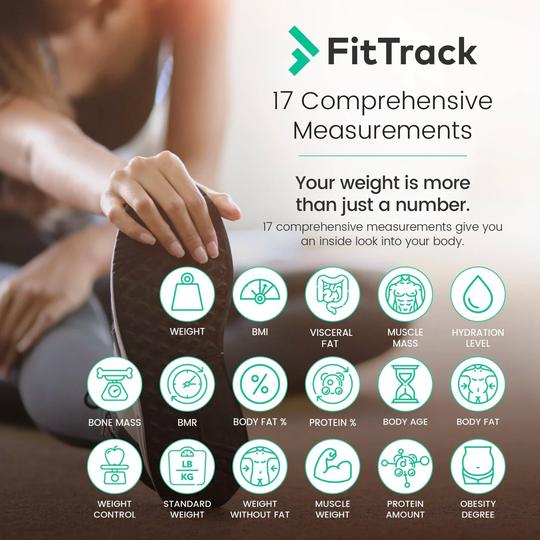 FitTrack
17 Comprehensive
Measurements
Your weight is more
than just a number.
17 comprehensive measurements give you
an inside look into your body.
WEIGHT
BMI
VISCERAL
FAT
MUSCLE
MASS
HYDRATION
LEVEL
BONE MASS
BMR
BODY FAT %
PROTEIN %
BODY AGE
BODY FAT
LB
KG
WEIGHT
CONTROL
STANDARD
WEIGHT
WEIGHT
WITHOUT FAT
MUSCLE
WEIGHT
PROTEIN
AMOUNT
OBESITY
DEGREE